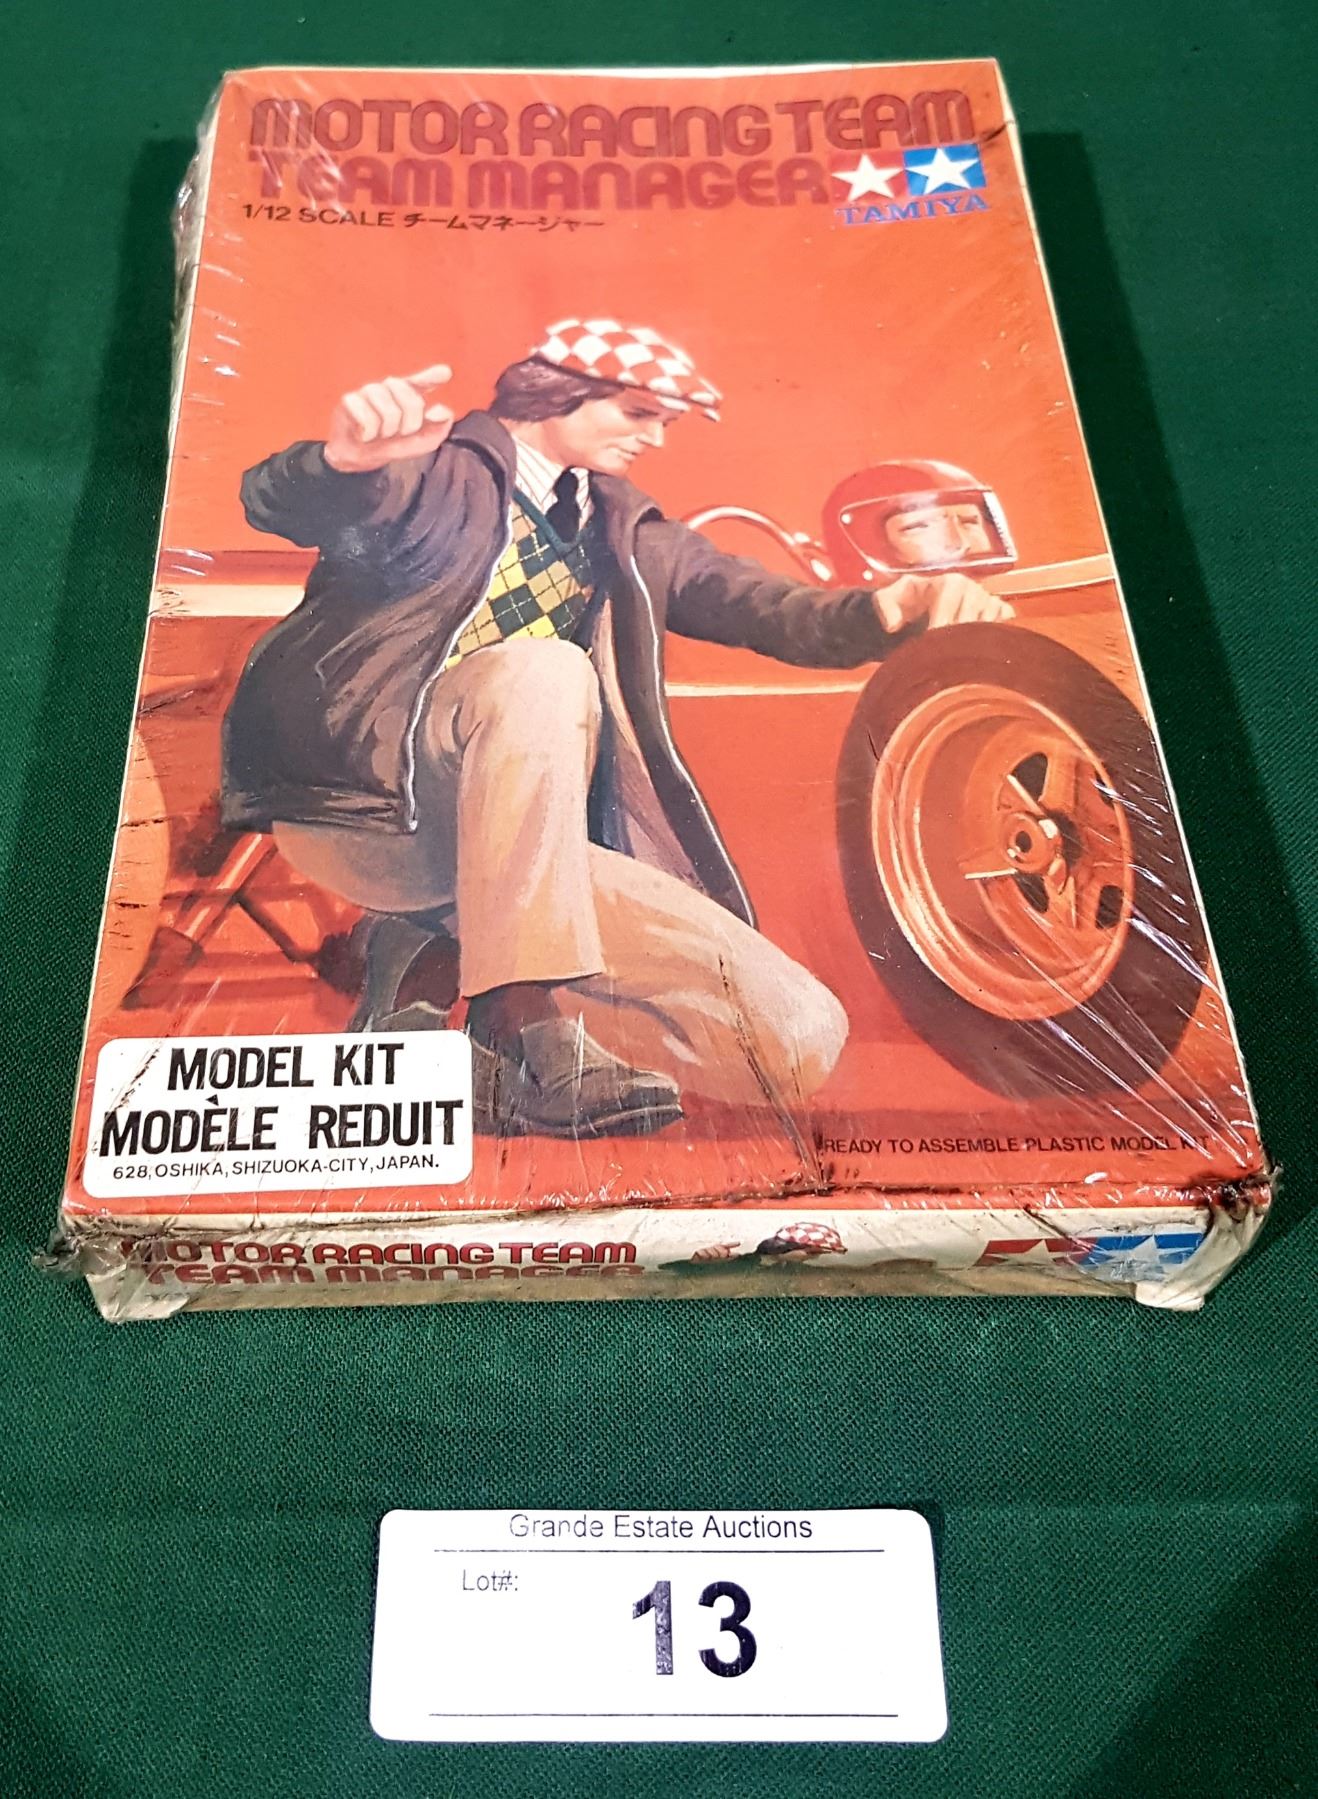 MOTOR RACING TEAM
TEAM MANAGER
TAMIYA
1/12 SCALE チームマネージャー
MODEL KIT
MODÈLE REDUIT
628, OSHIKA, SHIZUOKA-CITY, JAPAN.
READY TO ASSEMBLE PLASTIC MODEL KIT
MOTOR RACING TEAM
TEAM MANAGER
Grande Estate Auctions
Lot#:
13